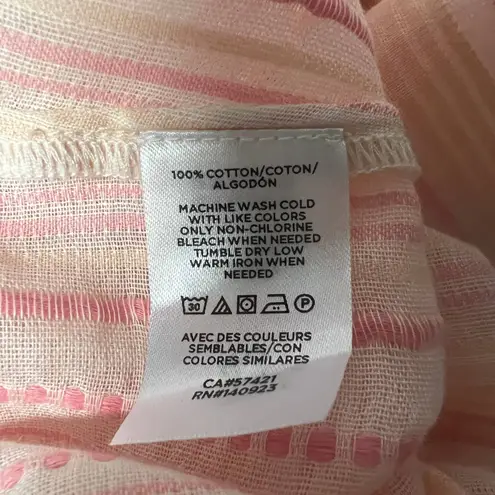 100% COTTON/COTON/
ALGODÓN
MACHINE WASH COLD
WITH LIKE COLORS
ONLY NON-CHLORINE
BLEACH WHEN NEEDED
TUMBLE DRY LOW
WARM IRON WHEN
NEEDED
30 P
AVEC DES COULEURS
SEMBLABLES/CON
COLORES SIMILARES
CA#57421
RN#140923